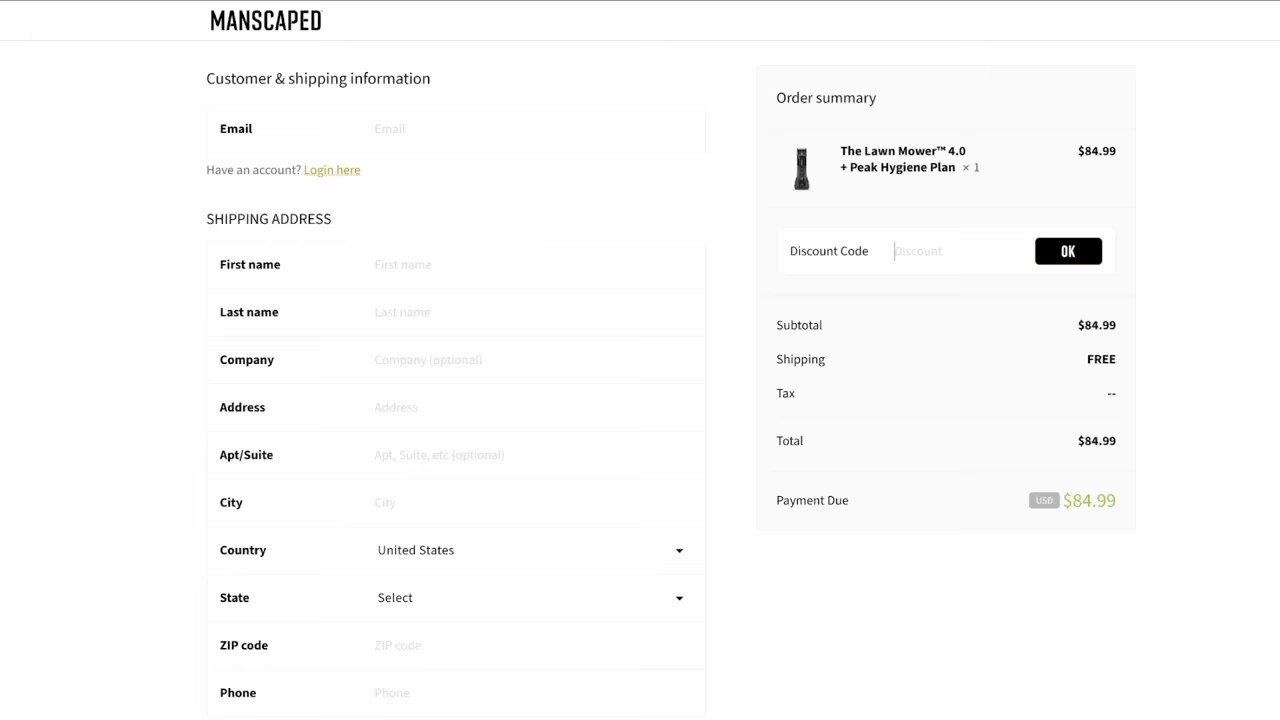 MANSCAPED
Customer & shipping information
Email Email
Have an account? Login here
SHIPPING ADDRESS
First name First name
Last name Last name
Company Company (optional)
Address Address
Apt/Suite Apt, Suite, etc (optional)
City City
Country United States
State Select
ZIP code ZIP code
Phone Phone
Order summary
The Lawn Mower™ 4.0 $84.99
+ Peak Hygiene Plan × 1
Discount Code Discount OK
Subtotal $84.99
Shipping FREE
Tax --
Total $84.99
Payment Due USD $84.99